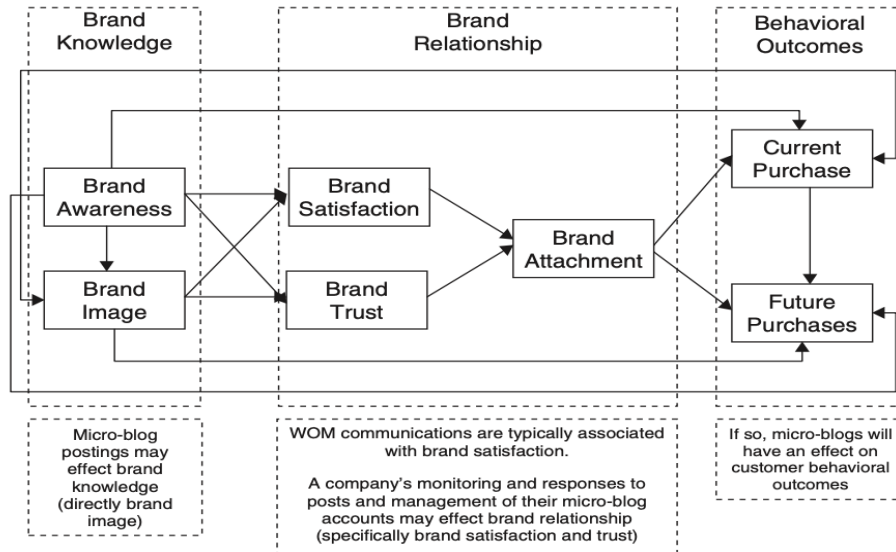 Brand
Knowledge
Brand
Relationship
Behavioral
Outcomes
Brand
Awareness
Brand
Image
Brand
Satisfaction
Brand
Trust
Brand
Attachment
Current
Purchase
Future
Purchases
Micro-blog
postings may
effect brand
knowledge
(directly brand
image)
WOM communications are typically associated
with brand satisfaction.
A company's monitoring and responses to
posts and management of their micro-blog
accounts may effect brand relationship
(specifically brand satisfaction and trust)
If so, micro-blogs will
have an effect on
customer behavioral
outcomes